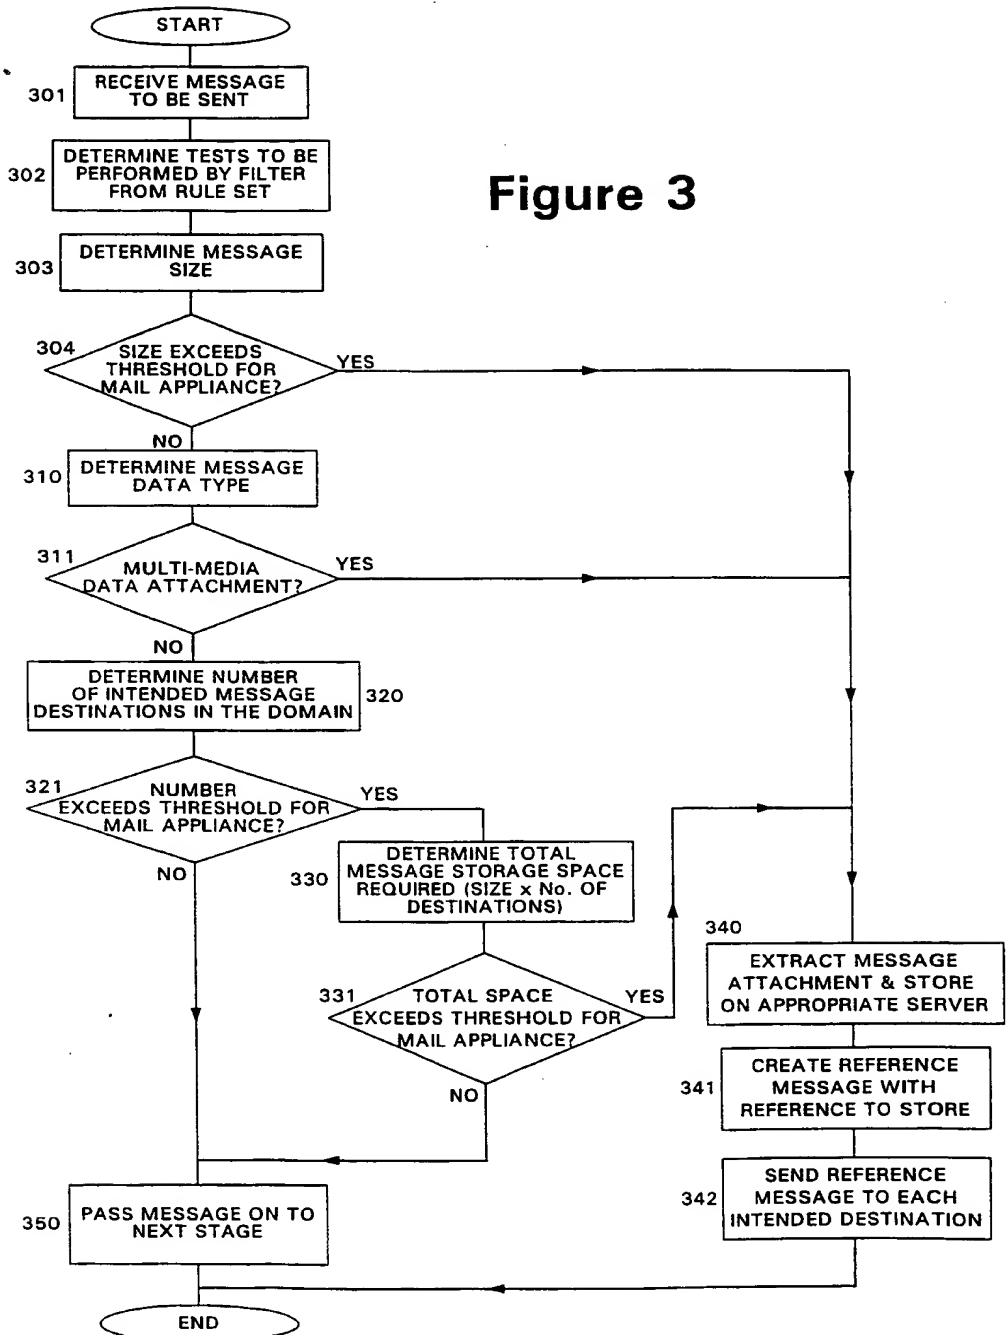 START
301
RECEIVE MESSAGE
TO BE SENT
302
DETERMINE TESTS TO BE
PERFORMED BY FILTER
FROM RULE SET
Figure 3
303
DETERMINE MESSAGE
SIZE
304
SIZE EXCEEDS
THRESHOLD FOR
MAIL APPLIANCE?
YES
NO
310
DETERMINE MESSAGE
DATA TYPE
311
MULTI-MEDIA
DATA ATTACHMENT?
YES
NO
DETERMINE NUMBER
OF INTENDED MESSAGE
DESTINATIONS IN THE DOMAIN
320
321
NUMBER
EXCEEDS THRESHOLD FOR
MAIL APPLIANCE?
YES
NO
330
DETERMINE TOTAL
MESSAGE STORAGE SPACE
REQUIRED (SIZE x No. OF
DESTINATIONS)
331
TOTAL SPACE
EXCEEDS THRESHOLD FOR
MAIL APPLIANCE?
YES
NO
340
EXTRACT MESSAGE
ATTACHMENT & STORE
ON APPROPRIATE SERVER
341
CREATE REFERENCE
MESSAGE WITH
REFERENCE TO STORE
342
SEND REFERENCE
MESSAGE TO EACH
INTENDED DESTINATION
350
PASS MESSAGE ON TO
NEXT STAGE
END